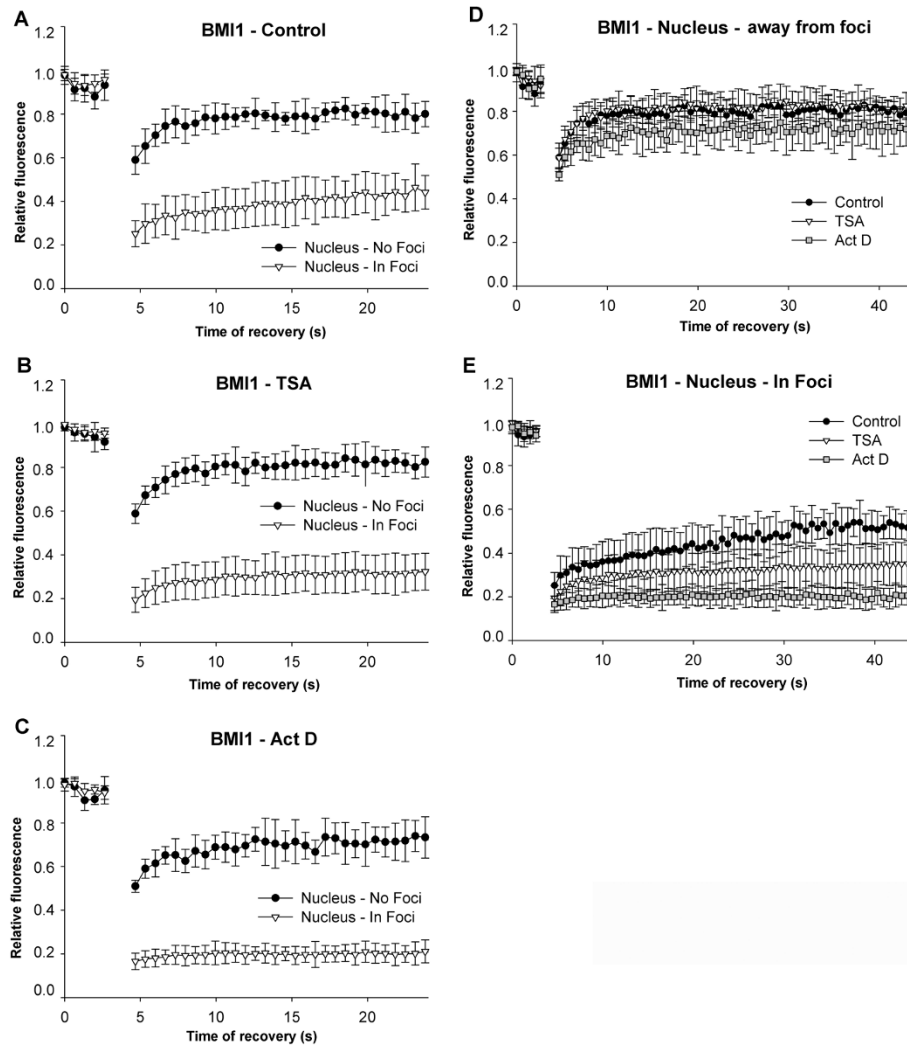 A
BMI1 - Control
Relative fluorescence
1.2
1.0
0.8
0.6
0.4
0.2
0.0
Nucleus - No Foci
Nucleus - In Foci
0 5 10 15 20
Time of recovery (s)
B
BMI1 - TSA
Relative fluorescence
1.2
1.0
0.8
0.6
0.4
0.2
0.0
Nucleus - No Foci
Nucleus - In Foci
0 5 10 15 20
Time of recovery (s)
C
BMI1 - Act D
Relative fluorescence
1.2
1.0
0.8
0.6
0.4
0.2
0.0
Nucleus - No Foci
Nucleus - In Foci
0 5 10 15 20
Time of recovery (s)
D
BMI1 - Nucleus - away from foci
Relative fluorescence
1.2
1.0
0.8
0.6
0.4
0.2
0.0
Control
TSA
Act D
0 10 20 30 40
Time of recovery (s)
E
BMI1 - Nucleus - In Foci
Relative fluorescence
1.2
1.0
0.8
0.6
0.4
0.2
0.0
Control
TSA
Act D
0 10 20 30 40
Time of recovery (s)